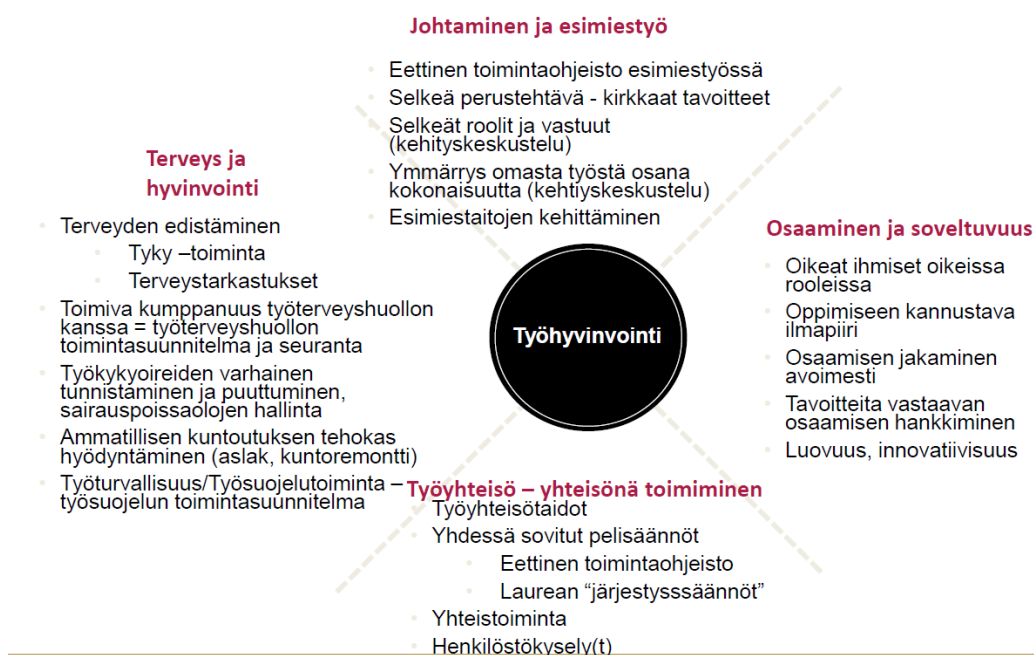 Johtaminen ja esimiestyö
Eettinen toimintaohjeisto esimiestyössä
Selkeä perustehtävä - kirkkaat tavoitteet
Selkeät roolit ja vastuut
(kehityskeskustelu)
Ymmärrys omasta työstä osana
kokonaisuutta (kehtiyskeskustelu)
Esimiestaitojen kehittäminen
Terveys ja
hyvinvointi
Terveyden edistäminen
Tyky –toiminta
Terveystarkastukset
Toimiva kumppanuus työterveyshuollon
kanssa = työterveyshuollon
toimintasuunnitelma ja seuranta
Työkykyoireiden varhainen
tunnistaminen ja puuttuminen,
sairauspoissaolojen hallinta
Ammatillisen kuntoutuksen tehokas
hyödyntäminen (aslak, kuntoremontti)
Työturvallisuus/Työsuojelutoiminta –
työsuojelun toimintasuunnitelma
Työhyvinvointi
Osaaminen ja soveltuvuus
Oikeat ihmiset oikeissa
rooleissa
Oppimiseen kannustava
ilmapiiri
Osaamisen jakaminen
avoimesti
Tavoitteita vastaavan
osaamisen hankkiminen
Luovuus, innovatiivisuus
Työyhteisö – yhteisönä toimiminen
Työyhteisötaidot
Yhdessä sovitut pelisäännöt
Eettinen toimintaohjeisto
Laurean “järjestysssäännöt”
Yhteistoiminta
Henkilöstökysely(t)